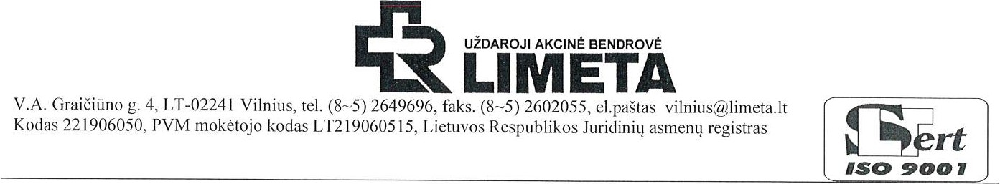 UŽDAROJI AKCINĖ BENDROVĖ
LIMETA
V.A. Graičiūno g. 4, LT-02241 Vilnius, tel. (8~5) 2649696, faks. (8~5) 2602055, el.paštas vilnius@limeta.lt
Kodas 221906050, PVM mokėtojo kodas LT219060515, Lietuvos Respublikos Juridinių asmenų registras
LT Sert
ISO 9001